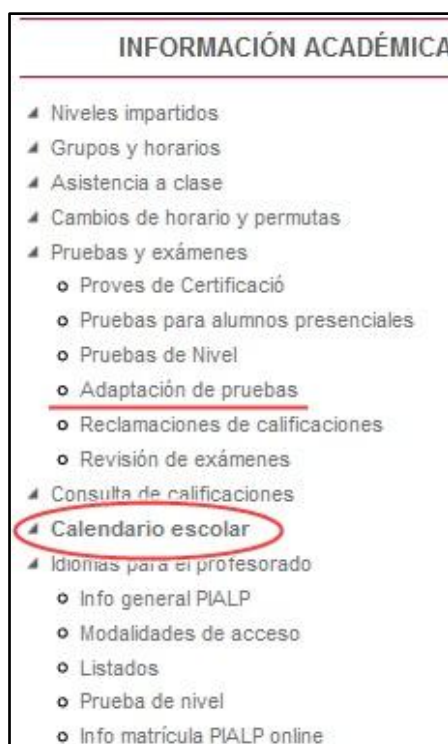 INFORMACIÓN ACADÉMICA
Niveles impartidos
Grupos y horarios
Asistencia a clase
Cambios de horario y permutas
Pruebas y exámenes
Proves de Certificació
Pruebas para alumnos presenciales
Pruebas de Nivel
Adaptación de pruebas
Reclamaciones de calificaciones
Revisión de exámenes
Consulta de calificaciones
Calendario escolar
Idiomas para el profesorado
Info general PIALP
Modalidades de acceso
Listados
Prueba de nivel
Info matrícula PIALP online